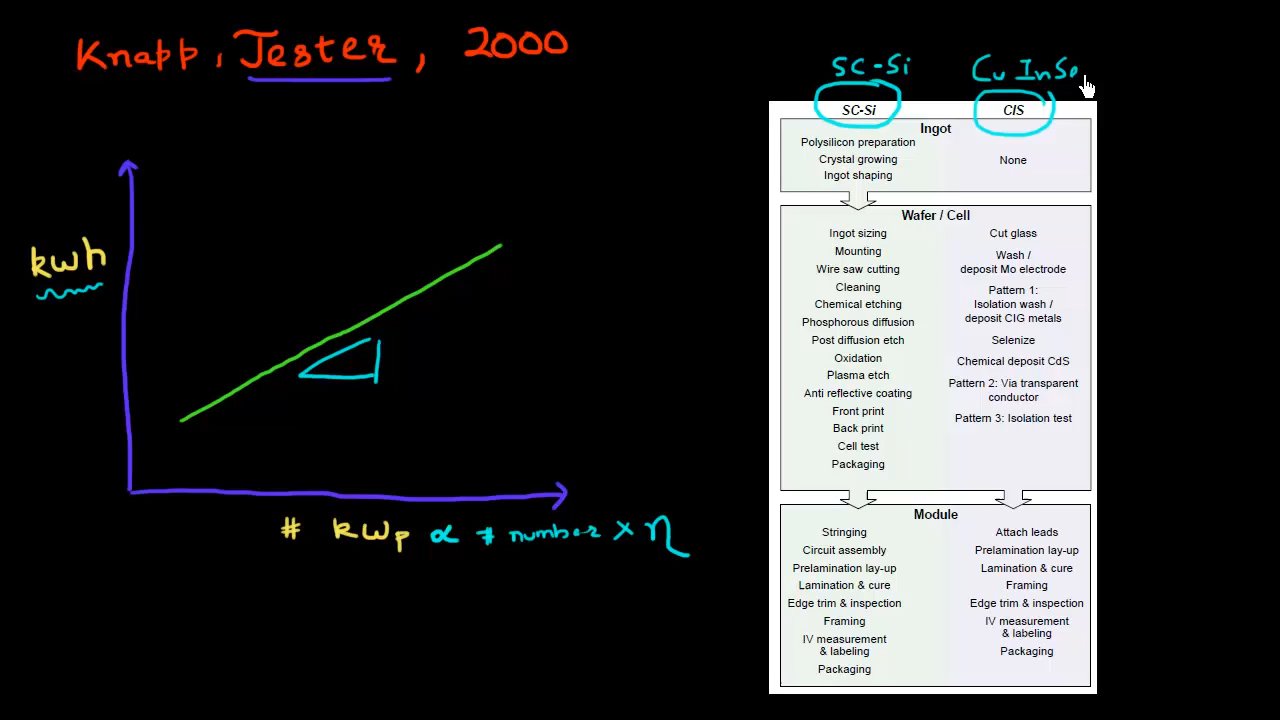 Knapp, Jester, 2000
kwh
# kWp α # number × η
SC-Si
CuInSe
SC-Si
CIS
Ingot
Polysilicon preparation
Crystal growing
Ingot shaping
None
Wafer / Cell
Ingot sizing
Mounting
Wire saw cutting
Cleaning
Chemical etching
Phosphorous diffusion
Post diffusion etch
Oxidation
Plasma etch
Anti reflective coating
Front print
Back print
Cell test
Packaging
Cut glass
Wash /
deposit Mo electrode
Pattern 1:
Isolation wash /
deposit CIG metals
Selenize
Chemical deposit CdS
Pattern 2: Via transparent
conductor
Pattern 3: Isolation test
Module
Stringing
Circuit assembly
Prelamination lay-up
Lamination & cure
Edge trim & inspection
Framing
IV measurement
& labeling
Packaging
Attach leads
Prelamination lay-up
Lamination & cure
Framing
Edge trim & inspection
IV measurement
& labeling
Packaging